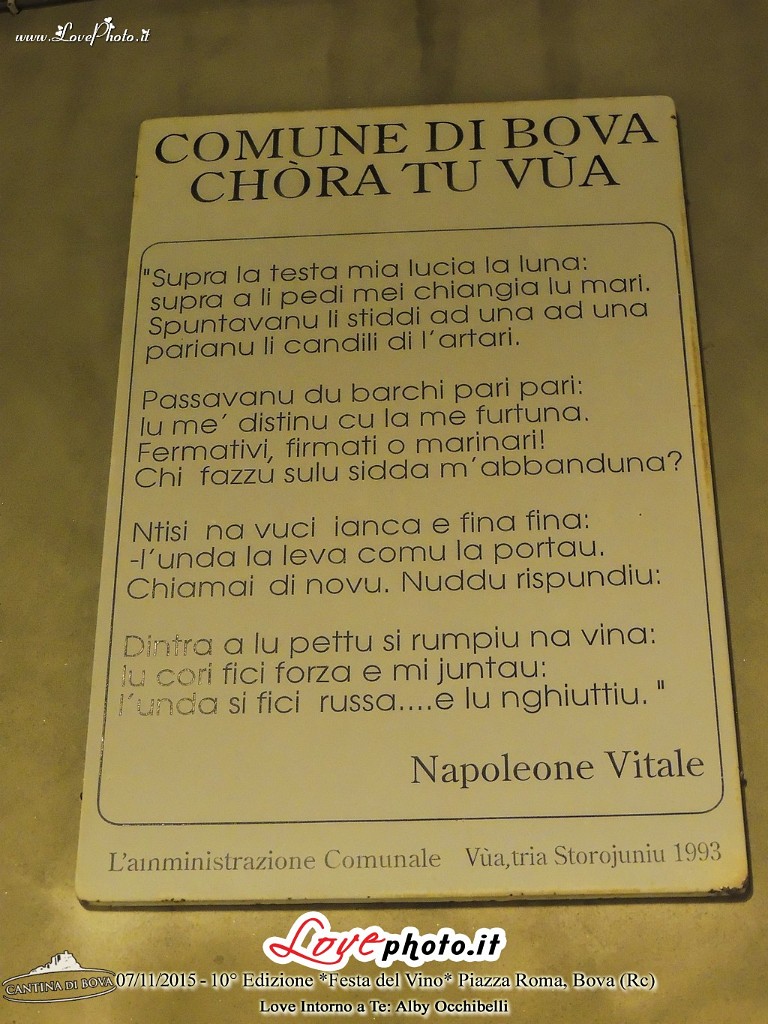 www.LovePhoto.it
COMUNE DI BOVA
CHÒRA TU VÙA
"Supra la testa mia lucia la luna:
supra a li pedi mei chiangia lu mari.
Spuntavanu li stiddi ad una ad una
parianu li candili di l'artari.
Passavanu du barchi pari pari:
lu me' distinu cu la me furtuna.
Fermativi, firmati o marinari!
Chi fazzu sulu sidda m'abbanduna?
Ntisi na vuci ianca e fina fina:
-l'unda la leva comu la portau.
Chiamai di novu. Nuddu rispundiu:
Dintra a lu pettu si rumpiu na vina:
lu cori fici forza e mi juntau:
l'unda si fici russa....e lu nghiuttiu."
Napoleone Vitale
L'amministrazione Comunale Vùa,tria Storojuniu 1993
Lovephoto.it
CANTINA DI BOVA
07/11/2015 - 10° Edizione *Festa del Vino* Piazza Roma, Bova (Rc)
Love Intorno a Te: Alby Occhibelli